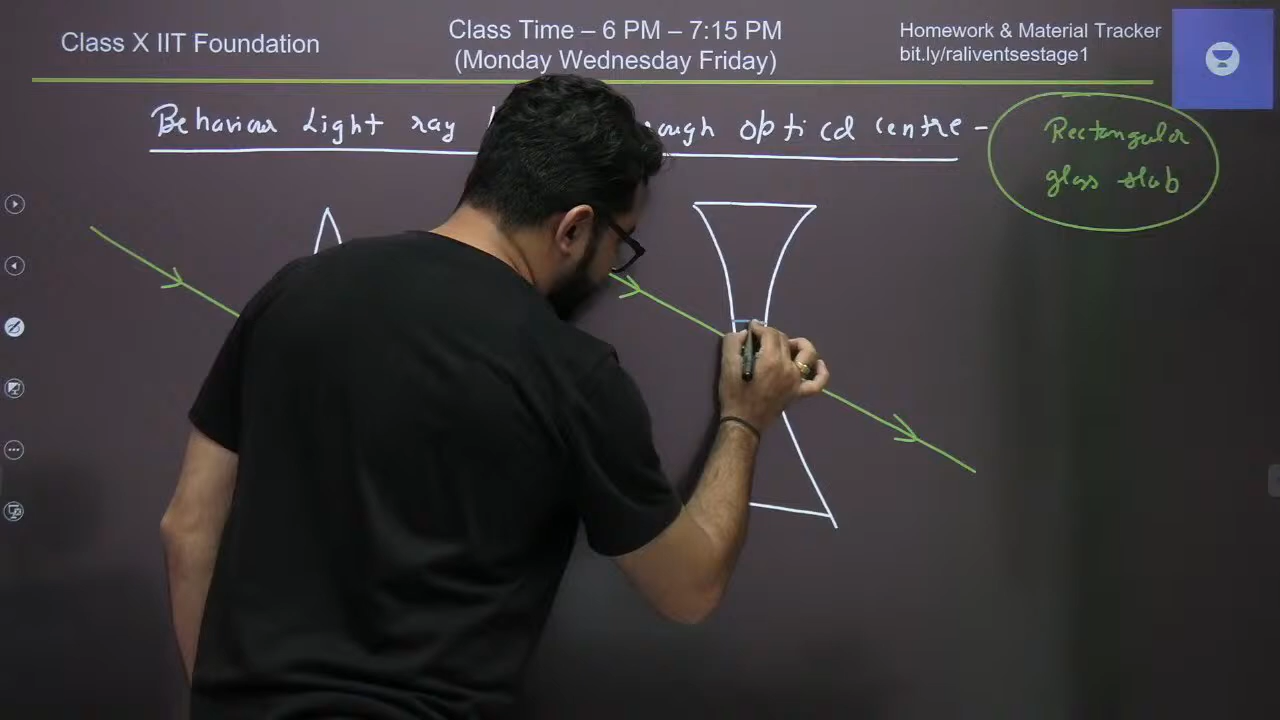 Class X IIT Foundation
Class Time – 6 PM – 7:15 PM
(Monday Wednesday Friday)
Homework & Material Tracker
bit.ly/raliventsestage1
Behaviour Light ray optical centre -
Rectangular
glass slab